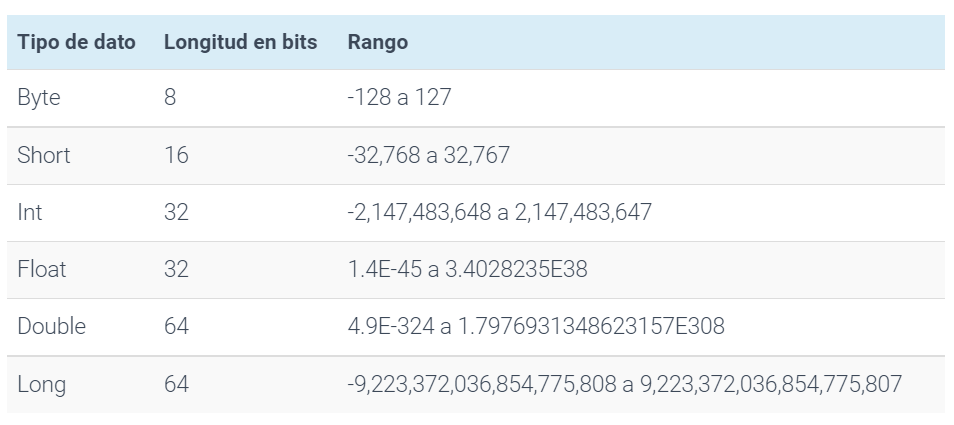 Tipo de dato Longitud en bits Rango
Byte 8 -128 a 127
Short 16 -32,768 a 32,767
Int 32 -2,147,483,648 a 2,147,483,647
Float 32 1.4E-45 a 3.4028235E38
Double 64 4.9E-324 a 1.7976931348623157E308
Long 64 -9,223,372,036,854,775,808 a 9,223,372,036,854,775,807